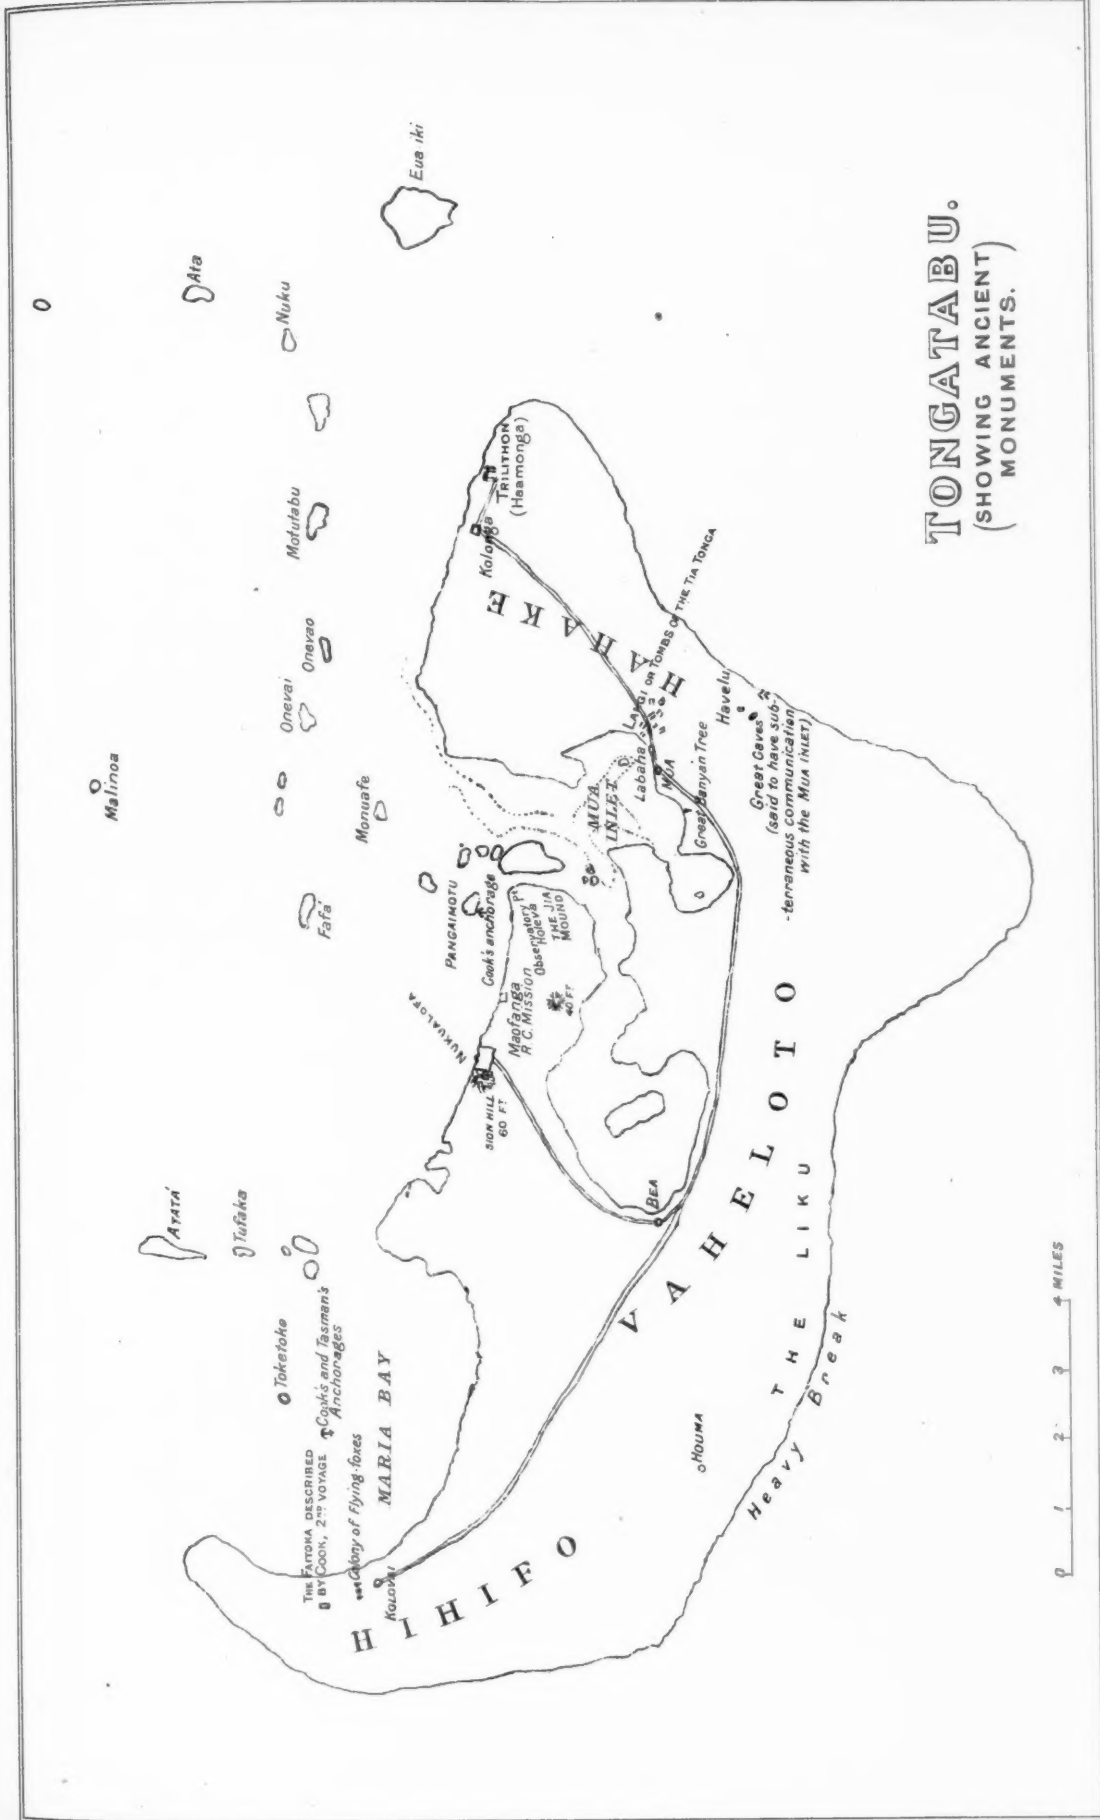 TONGATABU.
(SHOWING ANCIENT
MONUMENTS.)
Malinoa
Ata
Nuku
Eua iki
Motutabu
Onevao
Onevai
Monuafe
Fafá
PANGAIMOTU
Cook's anchorage
ATATÁ
Tufaka
Toketoke
Cook's and Tasman's
Anchorages
THE FAITOKA DESCRIBED
BY COOK, 2ND VOYAGE
Colony of Flying-foxes
MARIA BAY
KOLOVAI
HIHIFO
NUKUALOFA
SION HILL
60 FT
Maofanga
R.C. Mission
Observatory Pt
Holeva
THE JIA
MOUND
40 FT
BEA
VAHELOTO
THE LIKU
Heavy Break
HOUMA
MUA
INLET
Labaha
MUA
LANGI OR TOMBS OF THE TIA TONGA
Great Banyan Tree
Havelu
Great Caves
(said to have sub-
-terraneous communication
with the MUA INLET)
HAHAKE
Kolonga
TRILITHON
(Haamonga)
0 1 2 3 4 MILES